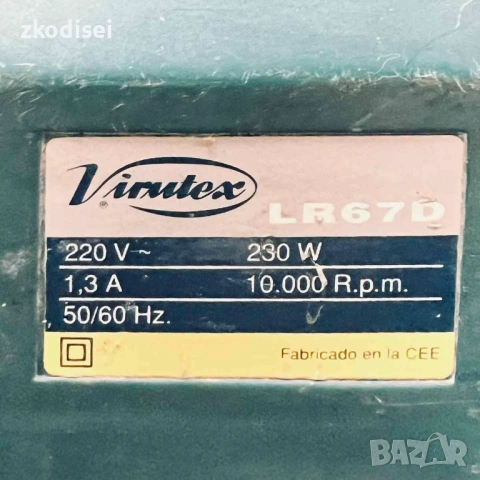 zkodisei
Virutex
®
LR67D
220 V ~ 230 W
1,3 A 10.000 R.p.m.
50/60 Hz.
Fabricado en la CEE
BAZAR